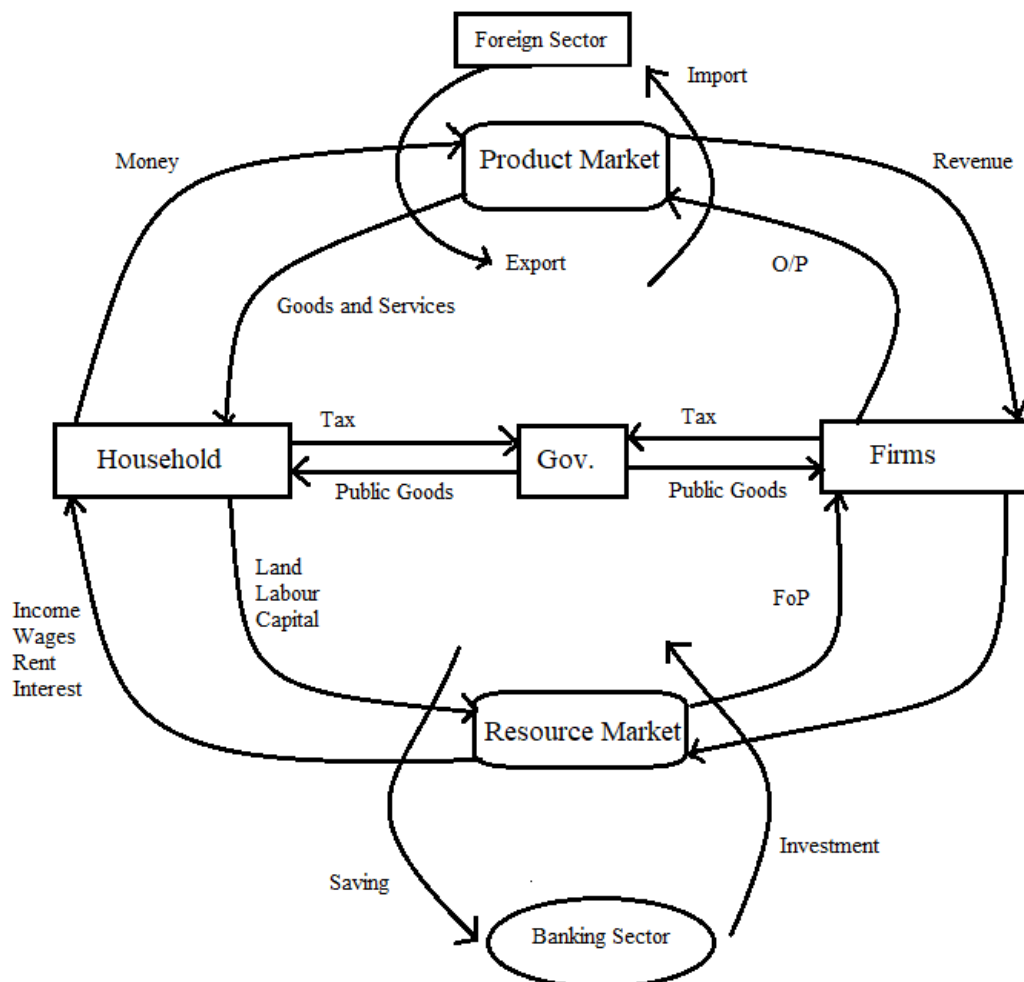 Foreign Sector
Import
Money
Product Market
Revenue
Export
O/P
Goods and Services
Tax
Tax
Household
Gov.
Firms
Public Goods
Public Goods
Land
Labour
Capital
FoP
Income
Wages
Rent
Interest
Resource Market
Investment
Saving
Banking Sector